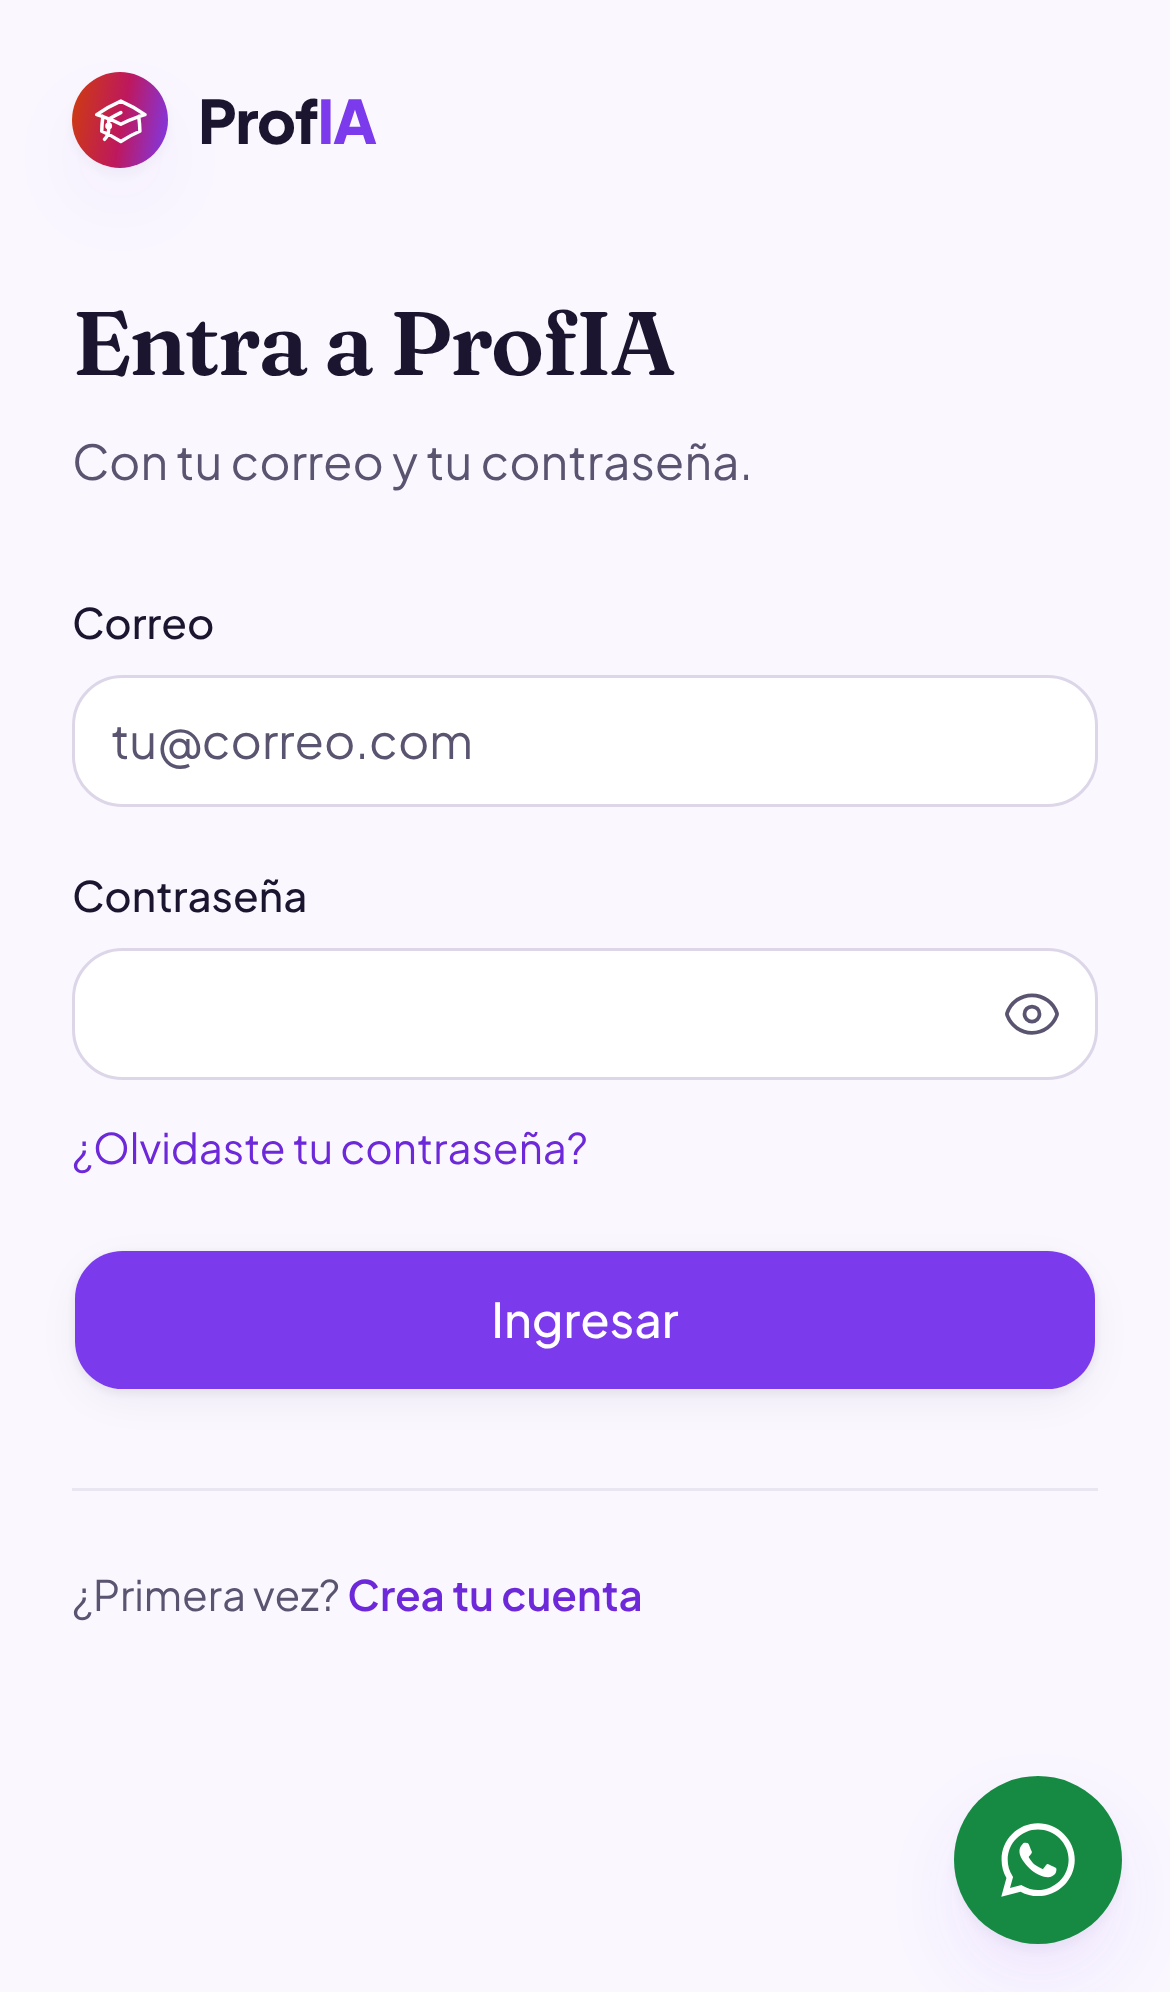 ProfIA
Entra a ProfIA
Con tu correo y tu contraseña.
Correo
tu@correo.com
Contraseña
¿Olvidaste tu contraseña?
Ingresar
¿Primera vez? Crea tu cuenta